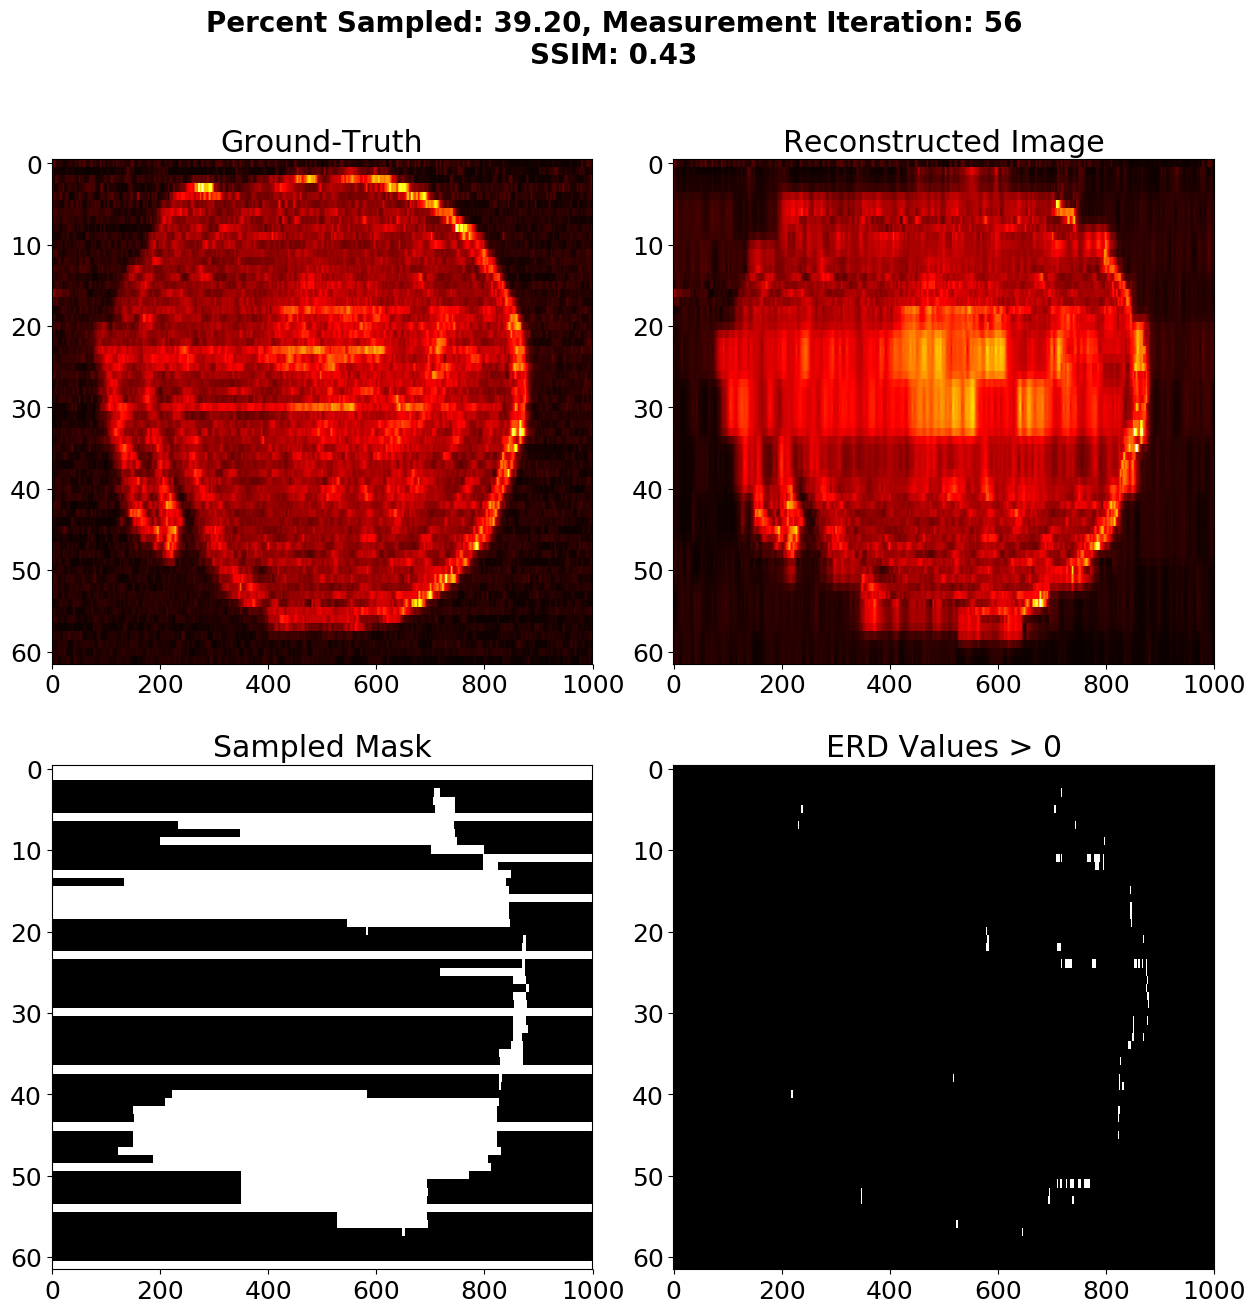 Percent Sampled: 39.20, Measurement Iteration: 56
SSIM: 0.43
Ground-Truth
Reconstructed Image
0
10
20
30
40
50
60
0 200 400 600 800 1000
0
10
20
30
40
50
60
0 200 400 600 800 1000
Sampled Mask
ERD Values > 0
0
10
20
30
40
50
60
0 200 400 600 800 1000
0
10
20
30
40
50
60
0 200 400 600 800 1000